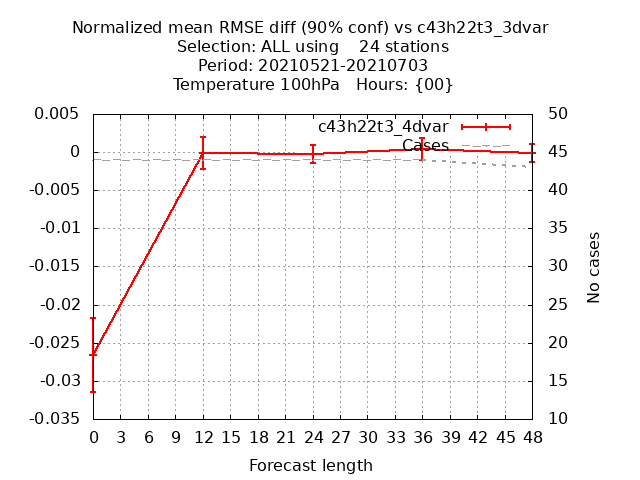 Normalized mean RMSE diff (90% conf) vs c43h22t3_3dvar
Selection: ALL using    24 stations
Period: 20210521-20210703
Temperature 100hPa   Hours: {00}
c43h22t3_4dvar
Cases
0.005
0
-0.005
-0.01
-0.015
-0.02
-0.025
-0.03
-0.035
50
45
40
35
30
25
20
15
10
No cases
0 3 6 9 12 15 18 21 24 27 30 33 36 39 42 45 48
Forecast length